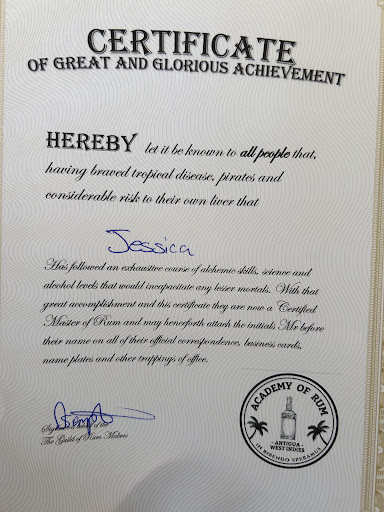 CERTIFICATE
OF GREAT AND GLORIOUS ACHIEVEMENT
HEREBY let it be known to all people that,
having braved tropical disease, pirates and
considerable risk to their own liver that
Jessica
Has followed an exhaustive course of alchemic skills, science and
alcohol levels that would incapacitate any lesser mortals. With that
great accomplishment and this certificate they are now a Certified
Master of Rum and may henceforth attach the initials Mr before
their name on all of their official correspondence, business cards,
name plates and other trappings of office.
of the
The Guild of Rum Makers
ACADEMY OF RUM
ANTIGUA
WEST INDIES
IN BIBENDO SPERAMUS